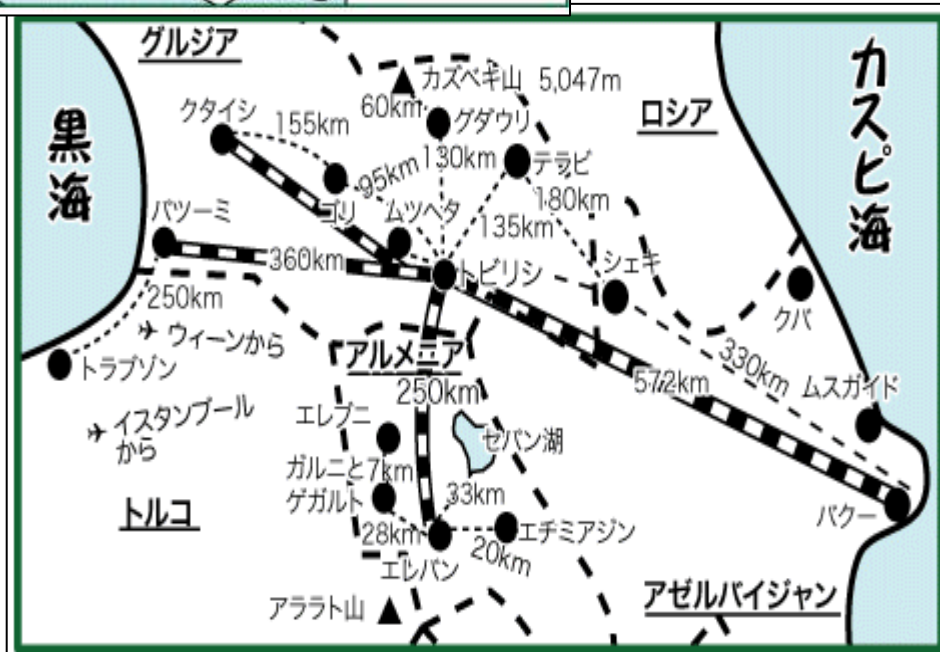 グルジア
カズベキ山 5,047m
60km
クタイシ
155km
グダウリ
ロシア
カスピ海
黒海
95km
130km
テラビ
180km
ゴリ
ムツヘタ
135km
バツーミ
360km
トビリシ
シェキ
クバ
250km
ウィーンから
トラブゾン
アルメニア
250km
330km
572km
ムスガイド
イスタンブール
から
エレブニ
セバン湖
ガルニと
ゲガルト
7km
33km
トルコ
28km
エチミアジン
20km
エレバン
バクー
アララト山
アゼルバイジャン